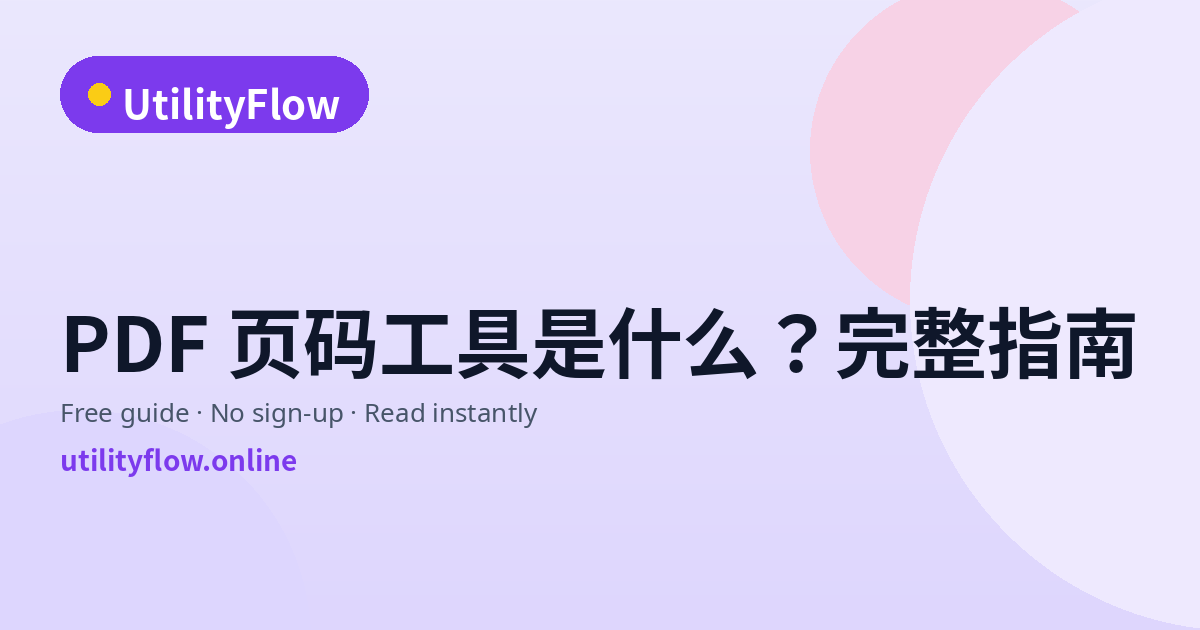 UtilityFlow
PDF 页码工具是什么？完整指南
Free guide · No sign-up · Read instantly
utilityflow.online